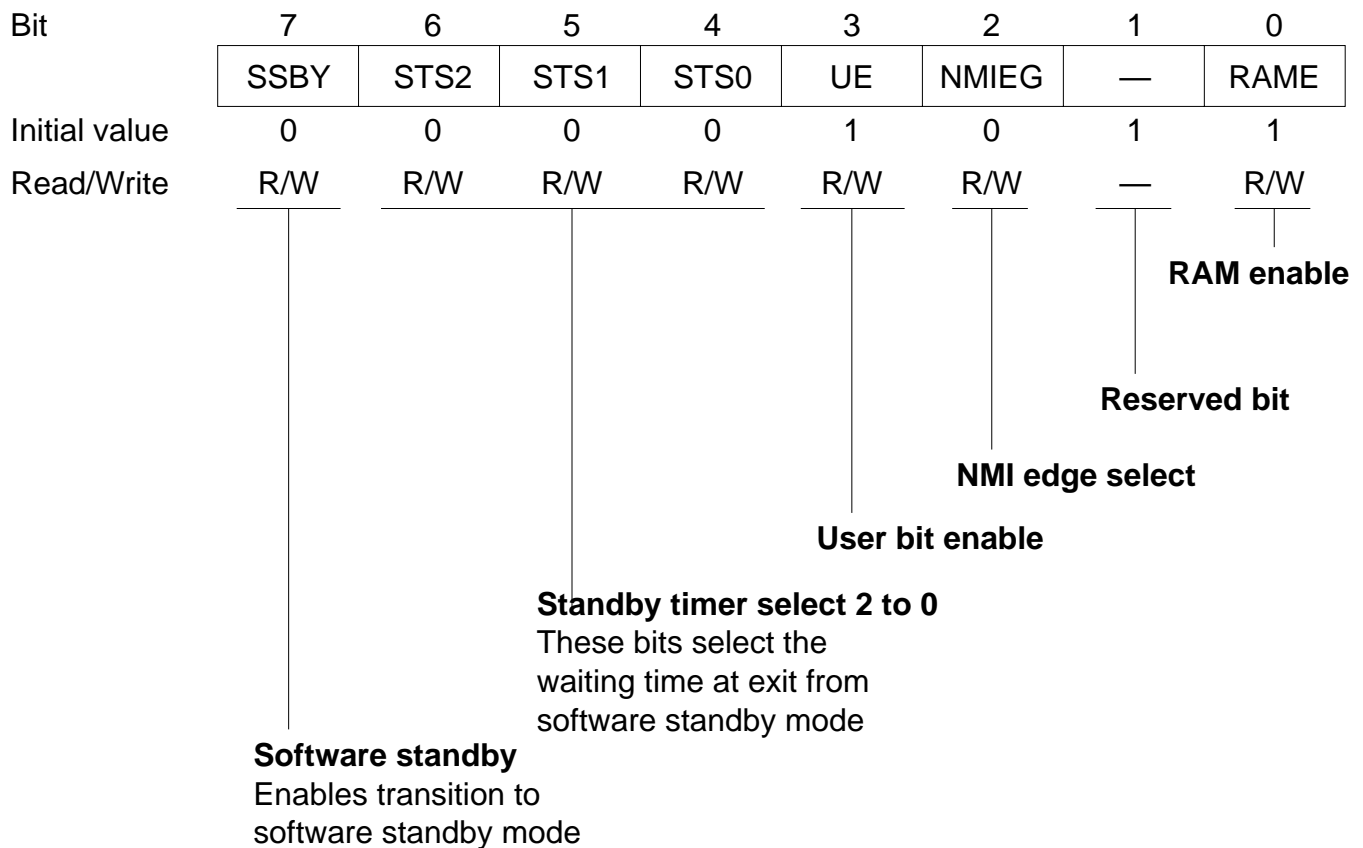 Bit 7 6 5 4 3 2 1 0
SSBY STS2 STS1 STS0 UE NMIEG — RAME
Initial value 0 0 0 0 1 0 1 1
Read/Write R/W R/W R/W R/W R/W R/W — R/W
RAM enable
Reserved bit
NMI edge select
User bit enable
Standby timer select 2 to 0
These bits select the
waiting time at exit from
software standby mode
Software standby
Enables transition to
software standby mode